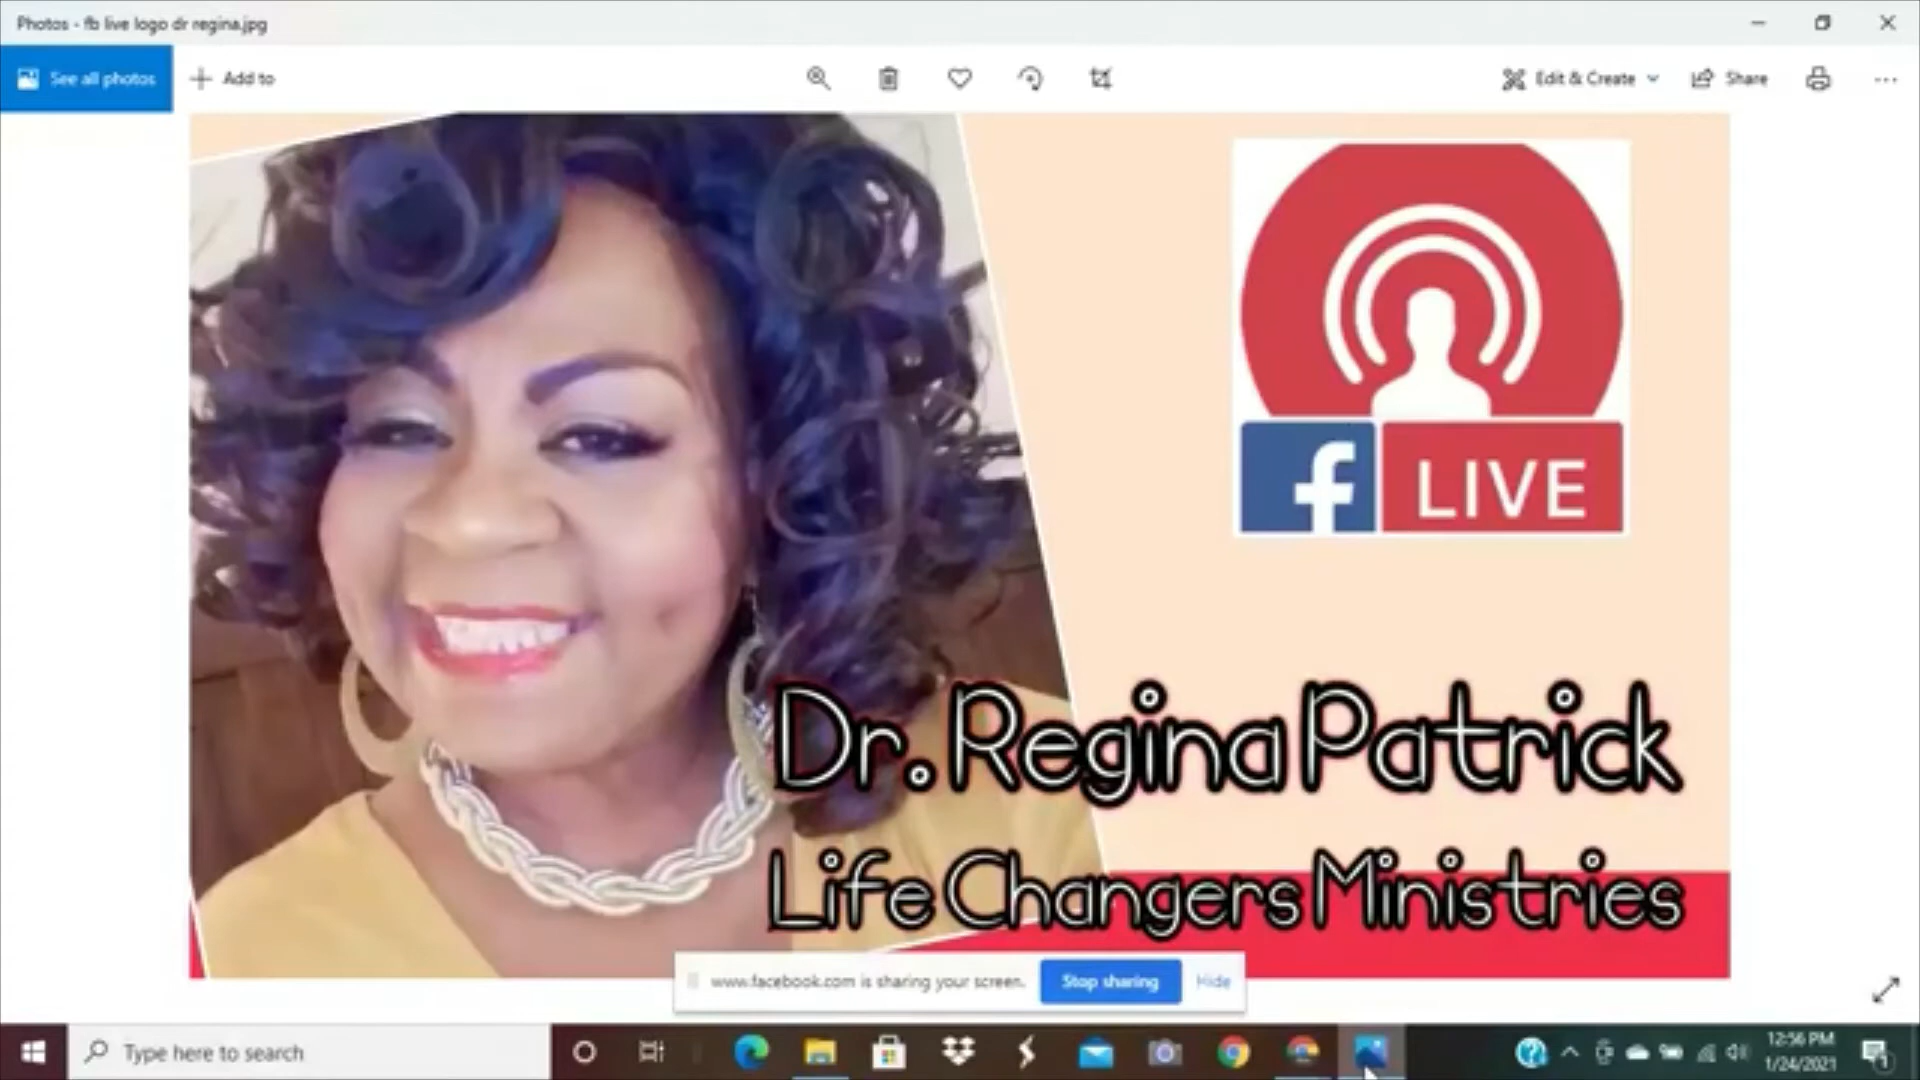 Photos - fb live logo dr regina.jpg
See all photos
Add to
Edit & Create
Share
f LIVE
Dr. Regina Patrick
Life Changers Ministries
www.facebook.com is sharing your screen.
Stop sharing
Hide
Type here to search
12:56 PM
1/24/2021
1